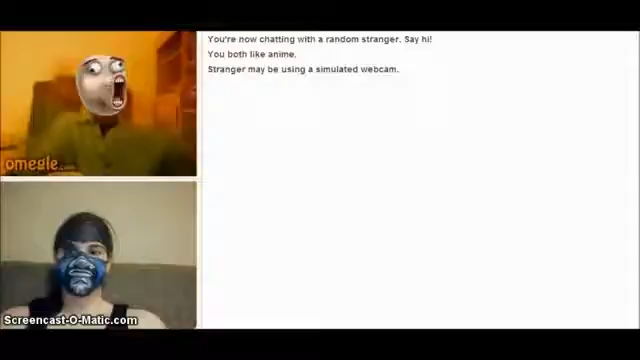 You're now chatting with a random stranger. Say hi!
You both like anime.
Stranger may be using a simulated webcam.
omegle
Screencast-O-Matic.com